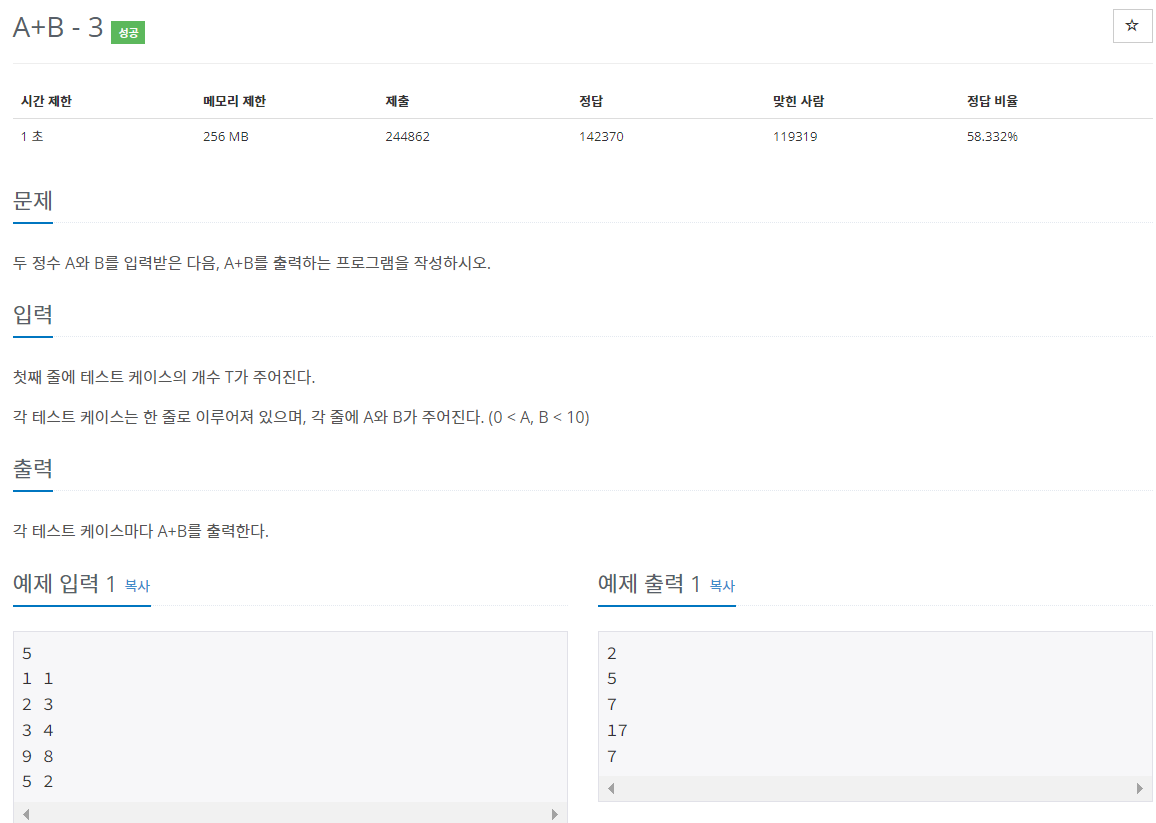 A+B - 3 성공
☆
시간 제한 메모리 제한 제출 정답 맞힌 사람 정답 비율
1 초 256 MB 244862 142370 119319 58.332%
문제
두 정수 A와 B를 입력받은 다음, A+B를 출력하는 프로그램을 작성하시오.
입력
첫째 줄에 테스트 케이스의 개수 T가 주어진다.
각 테스트 케이스는 한 줄로 이루어져 있으며, 각 줄에 A와 B가 주어진다. (0 < A, B < 10)
출력
각 테스트 케이스마다 A+B를 출력한다.
예제 입력 1 복사
5
1 1
2 3
3 4
9 8
5 2
예제 출력 1 복사
2
5
7
17
7